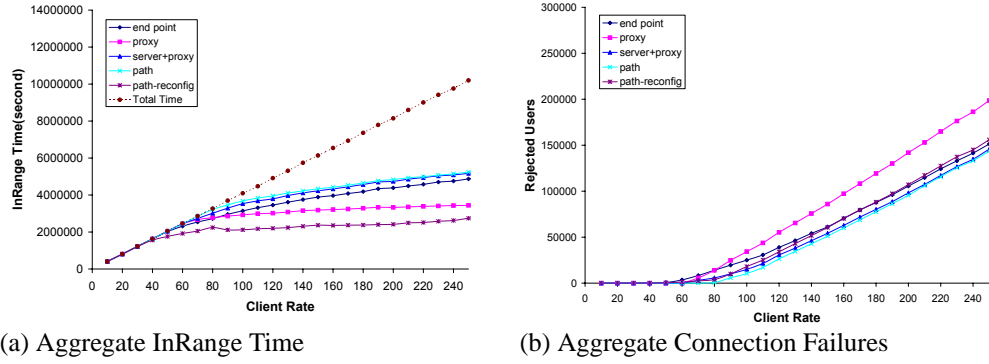 14000000
12000000
10000000
8000000
6000000
4000000
2000000
0
InRange Time(second)
end point
proxy
server+proxy
path
path-reconfig
Total Time
0 20 40 60 80 100 120 140 160 180 200 220 240
Client Rate
(a) Aggregate InRange Time
300000
250000
200000
150000
100000
50000
0
Rejected Users
end point
proxy
server+proxy
path
path-reconfig
0 20 40 60 80 100 120 140 160 180 200 220 240
Client Rate
(b) Aggregate Connection Failures